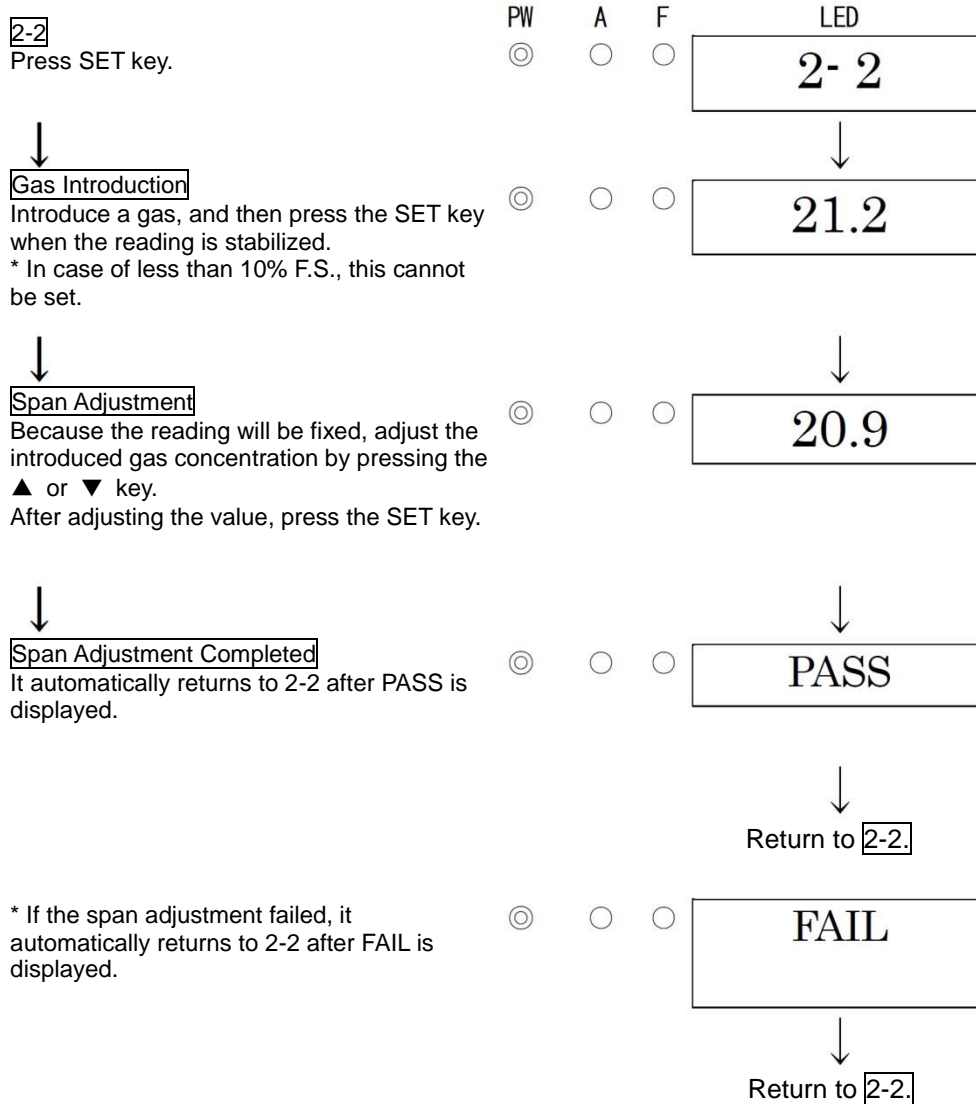 PW A F LED
2-2
Press SET key.
2- 2
Gas Introduction
Introduce a gas, and then press the SET key
when the reading is stabilized.
* In case of less than 10% F.S., this cannot
be set.
21.2
Span Adjustment
Because the reading will be fixed, adjust the
introduced gas concentration by pressing the
▲ or ▼ key.
After adjusting the value, press the SET key.
20.9
Span Adjustment Completed
It automatically returns to 2-2 after PASS is
displayed.
PASS
Return to 2-2.
* If the span adjustment failed, it
automatically returns to 2-2 after FAIL is
displayed.
FAIL
Return to 2-2.